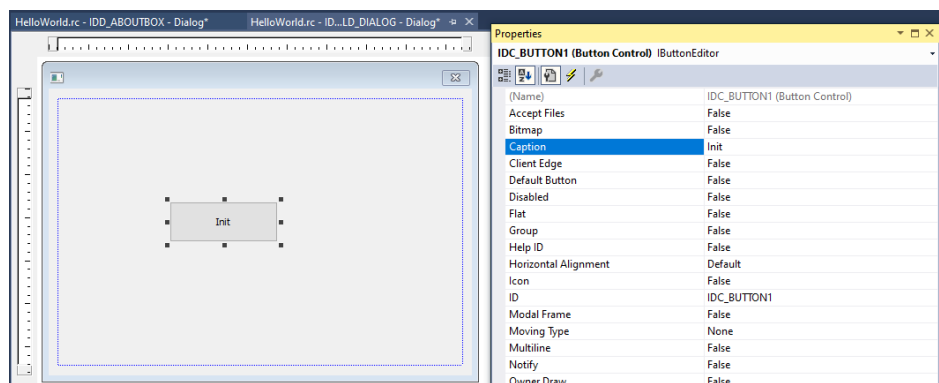 HelloWorld.rc - IDD_ABOUTBOX - Dialog*
HelloWorld.rc - ID...LD_DIALOG - Dialog*
Init
Properties
IDC_BUTTON1 (Button Control) IButtonEditor
(Name) IDC_BUTTON1 (Button Control)
Accept Files False
Bitmap False
Caption Init
Client Edge False
Default Button False
Disabled False
Flat False
Group False
Help ID False
Horizontal Alignment Default
Icon False
ID IDC_BUTTON1
Modal Frame False
Moving Type None
Multiline False
Notify False
Owner Draw False